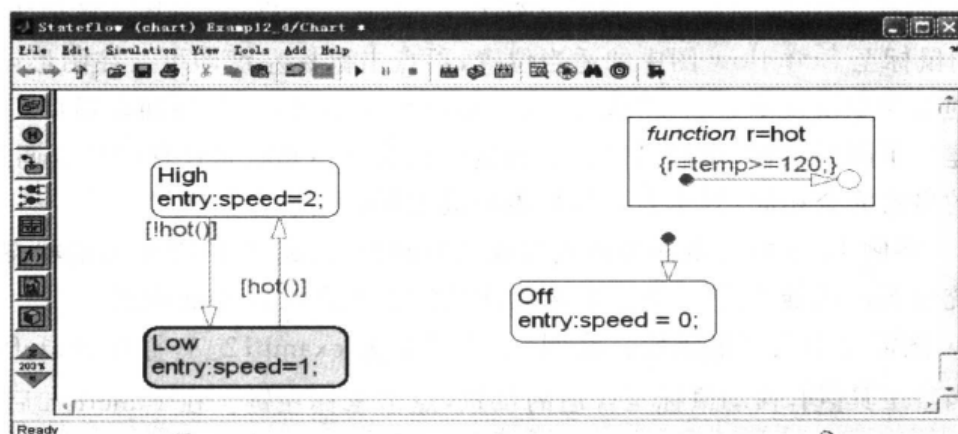 Stateflow (chart) Examp12_4/Chart *
File Edit Simulation View Tools Add Help
function r=hot
{r=temp>=120;}
High
entry:speed=2;
[!hot()]
[hot()]
Off
entry:speed = 0;
Low
entry:speed=1;
203%
Ready